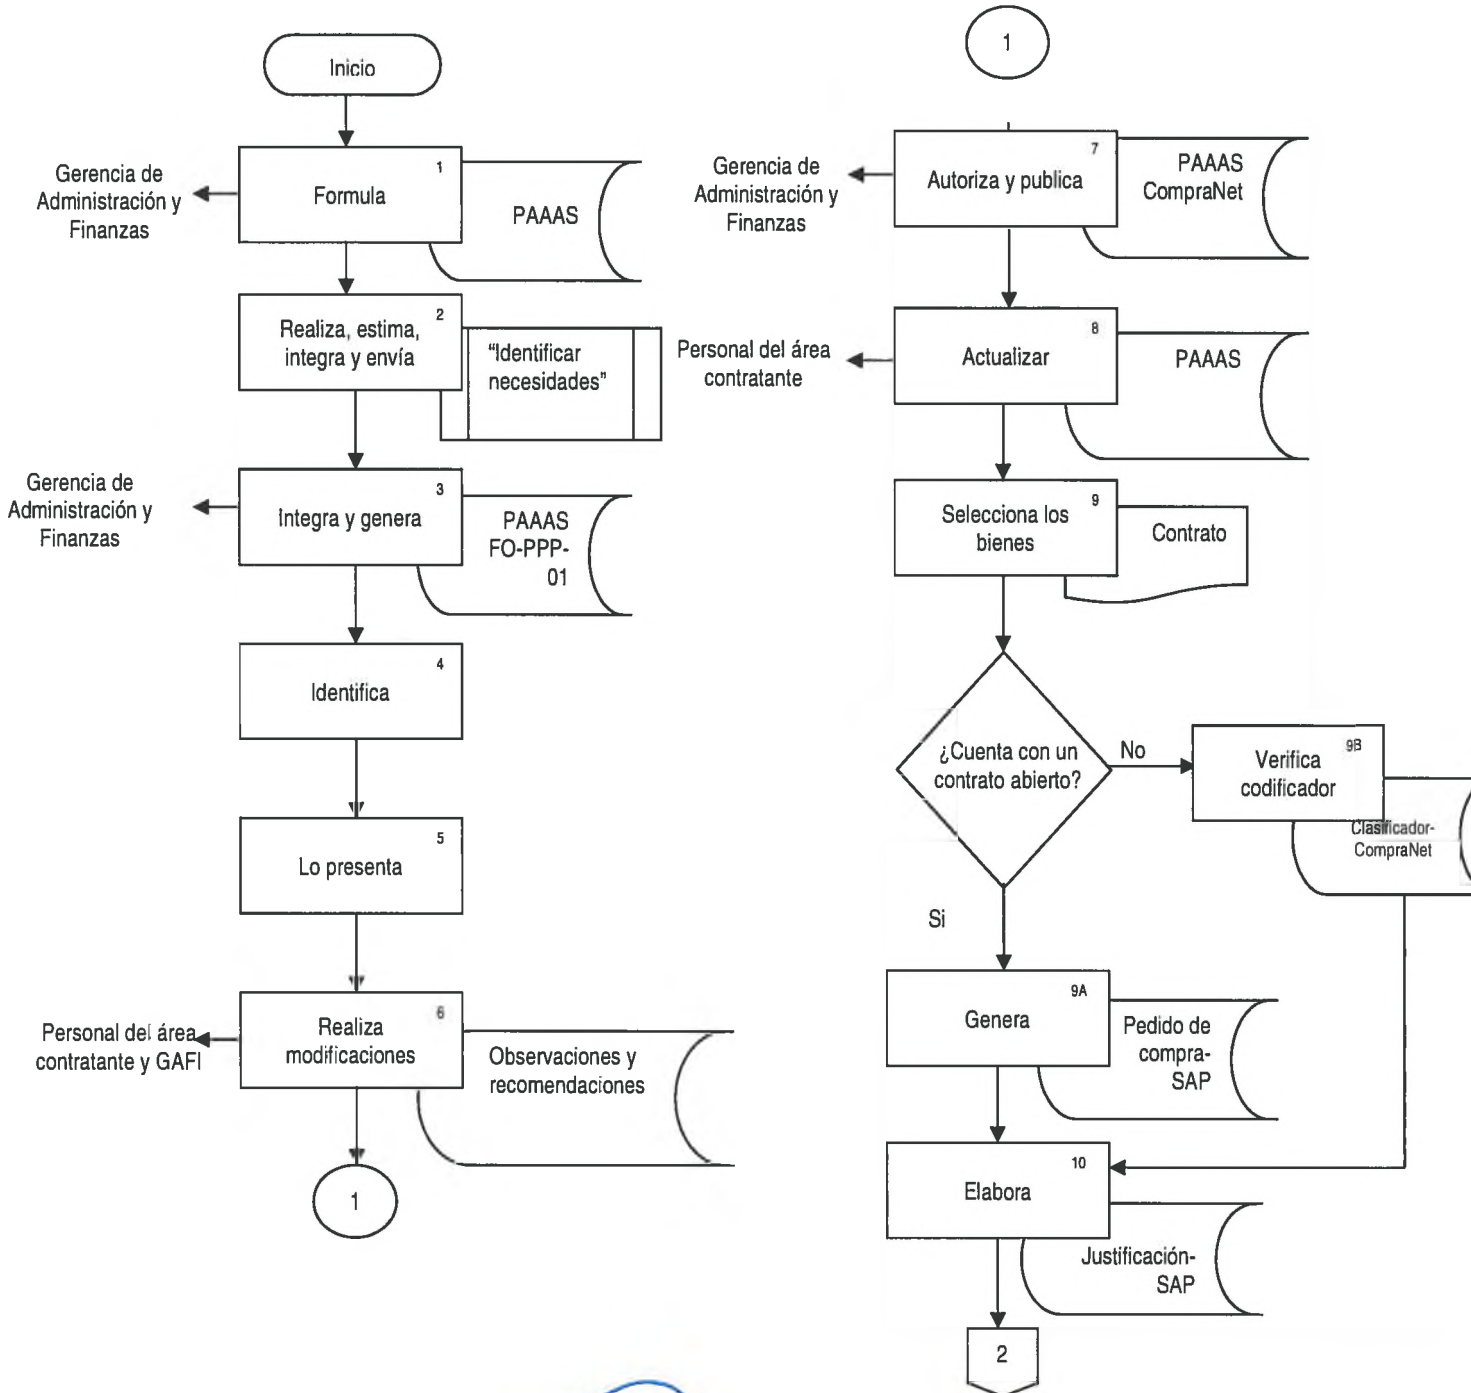 Inicio
Gerencia de
Administración y
Finanzas
1
Formula
PAAAS
2
Realiza, estima,
integra y envía
“Identificar
necesidades”
Gerencia de
Administración y
Finanzas
3
Integra y genera
PAAAS
FO-PPP-
01
4
Identifica
5
Lo presenta
Personal del área
contratante y GAFI
6
Realiza
modificaciones
Observaciones y
recomendaciones
1
1
Gerencia de
Administración y
Finanzas
7
Autoriza y publica
PAAAS
CompraNet
Personal del área
contratante
8
Actualizar
PAAAS
9
Selecciona los
bienes
Contrato
¿Cuenta con un
contrato abierto?
No
9B
Verifica
codificador
Clasificador-
CompraNet
Si
9A
Genera
Pedido de
compra-
SAP
10
Elabora
Justificación-
SAP
2